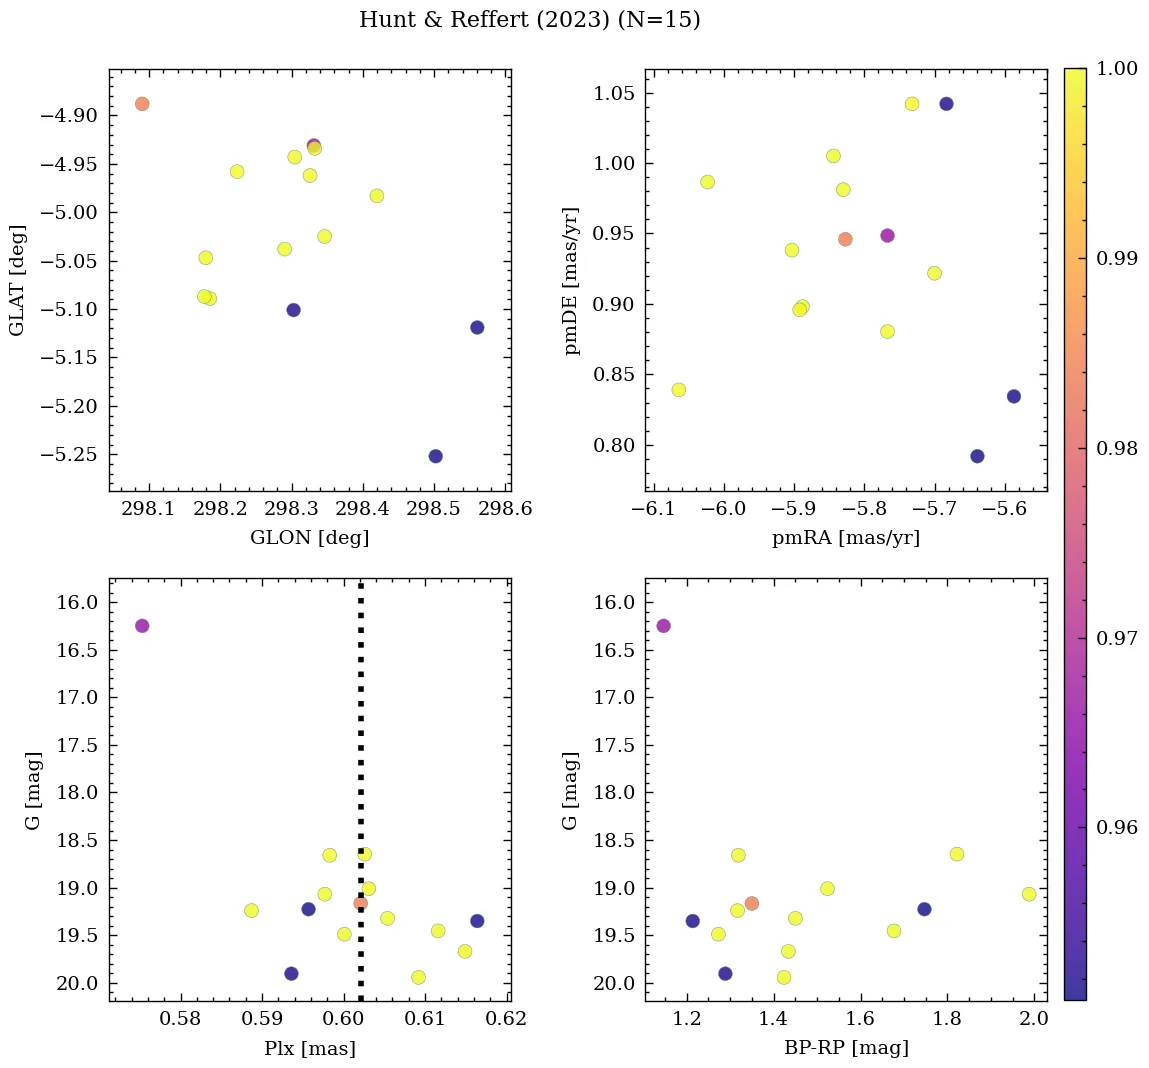 Hunt & Reffert (2023) (N=15)
−4.90
−4.95
−5.00
−5.05
−5.10
−5.15
−5.20
−5.25
GLAT [deg]
298.1 298.2 298.3 298.4 298.5 298.6
GLON [deg]
1.05
1.00
0.95
0.90
0.85
0.80
pmDE [mas/yr]
−6.1 −6.0 −5.9 −5.8 −5.7 −5.6
pmRA [mas/yr]
1.00
0.99
0.98
0.97
0.96
16.0
16.5
17.0
17.5
18.0
18.5
19.0
19.5
20.0
G [mag]
0.58 0.59 0.60 0.61 0.62
Plx [mas]
16.0
16.5
17.0
17.5
18.0
18.5
19.0
19.5
20.0
G [mag]
1.2 1.4 1.6 1.8 2.0
BP-RP [mag]